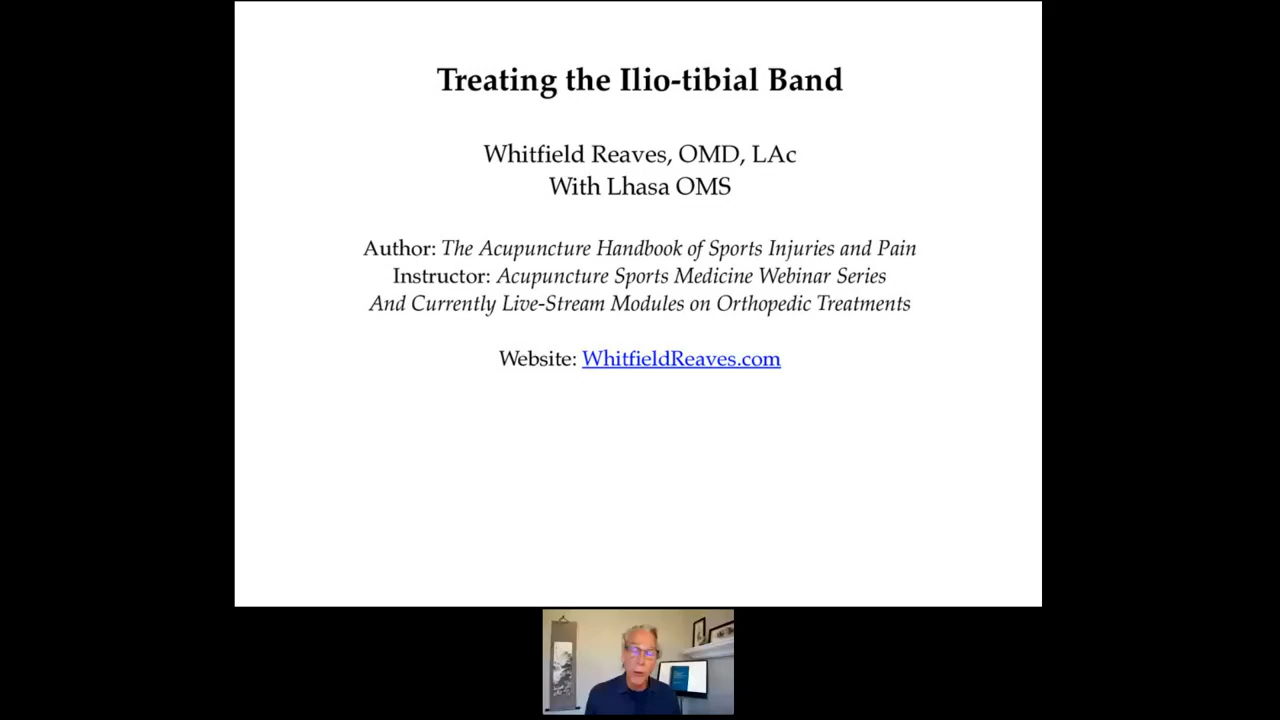 Treating the Ilio-tibial Band
Whitfield Reaves, OMD, LAc
With Lhasa OMS
Author: The Acupuncture Handbook of Sports Injuries and Pain
Instructor: Acupuncture Sports Medicine Webinar Series
And Currently Live-Stream Modules on Orthopedic Treatments
Website: WhitfieldReaves.com